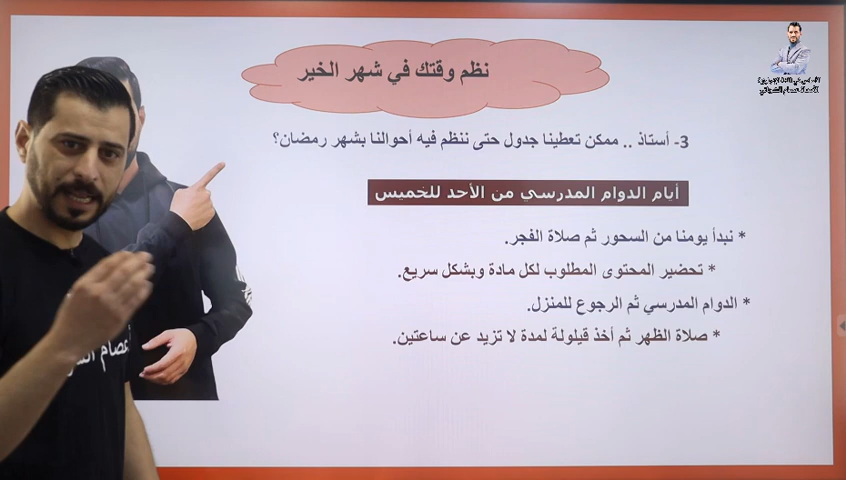 نظم وقتك في شهر الخير
3- أستاذ .. ممكن تعطينا جدول حتى ننظم فيه أحوالنا بشهر رمضان؟
أيام الدوام المدرسي من الأحد للخميس
* نبدأ يومنا من السحور ثم صلاة الفجر.
* تحضير المحتوى المطلوب لكل مادة وبشكل سريع.
* الدوام المدرسي ثم الرجوع للمنزل.
* صلاة الظهر ثم أخذ قيلولة لمدة لا تزيد عن ساعتين.